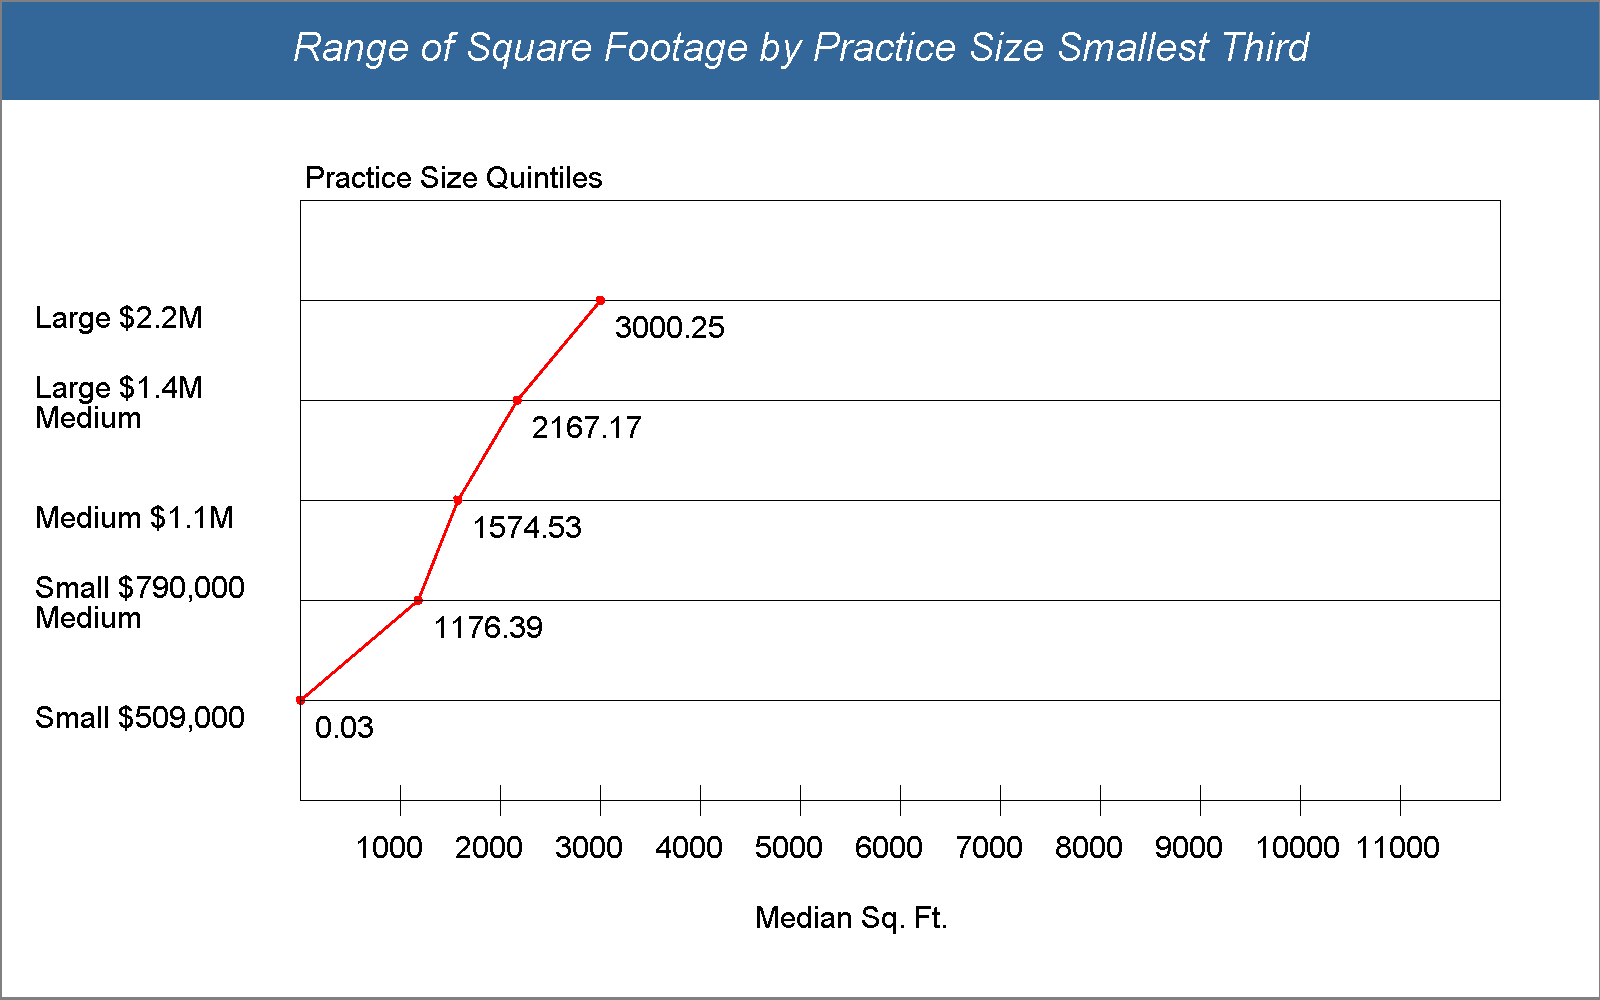 Range of Square Footage by Practice Size Smallest Third
Practice Size Quintiles
Large $2.2M
3000.25
Large $1.4M
Medium
2167.17
Medium $1.1M
1574.53
Small $790,000
Medium
1176.39
Small $509,000
0.03
1000 2000 3000 4000 5000 6000 7000 8000 9000 10000 11000
Median Sq. Ft.